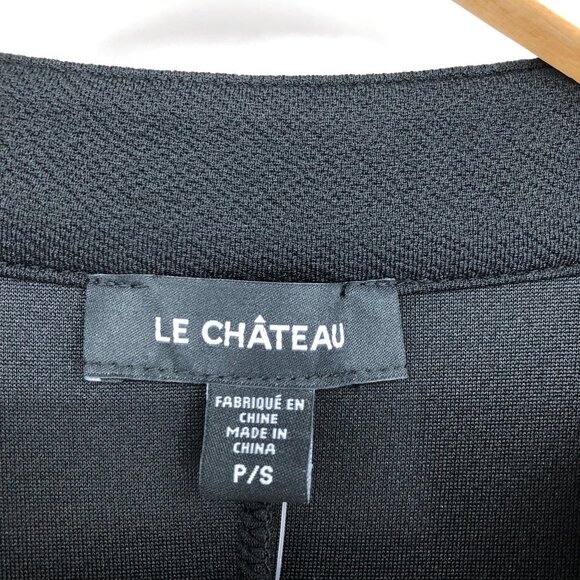 LE CHÂTEAU
FABRIQUÉ EN
CHINE
MADE IN
CHINA
P/S